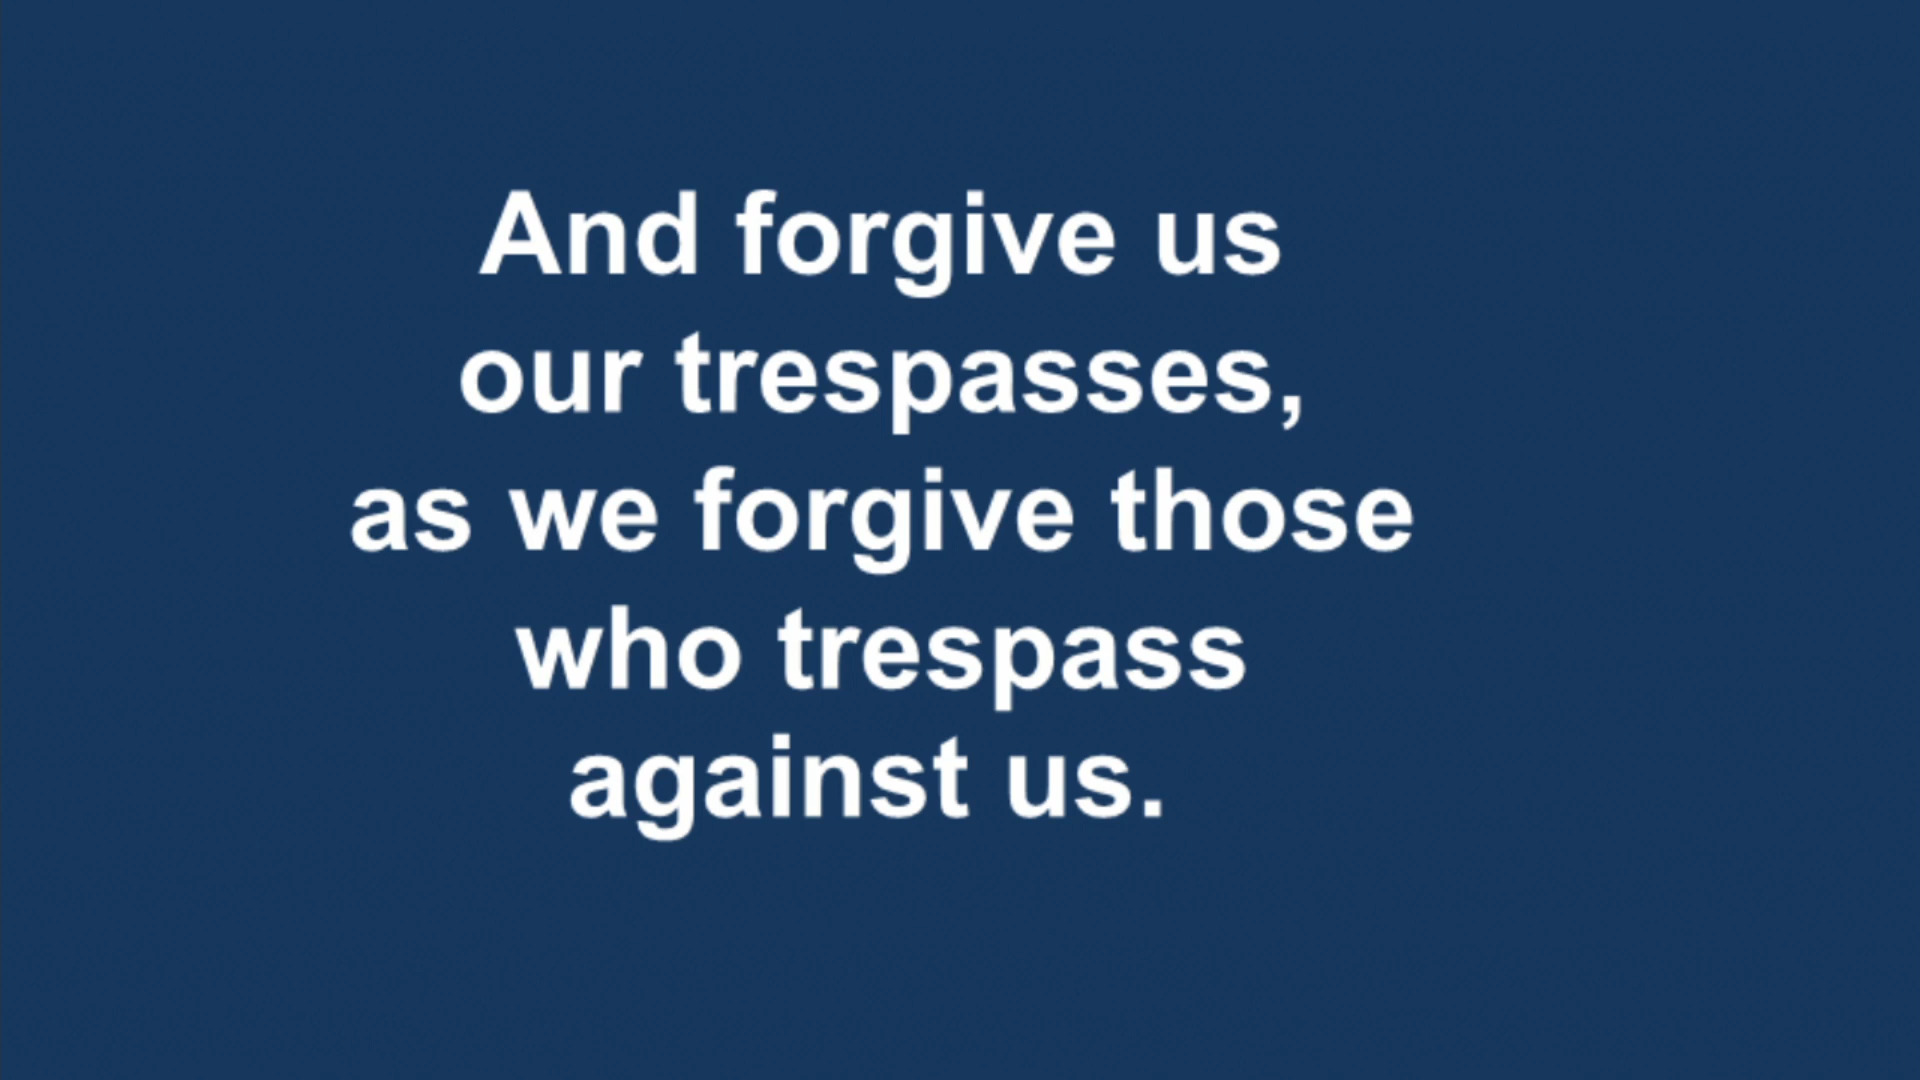 And forgive us
our trespasses,
as we forgive those
who trespass
against us.